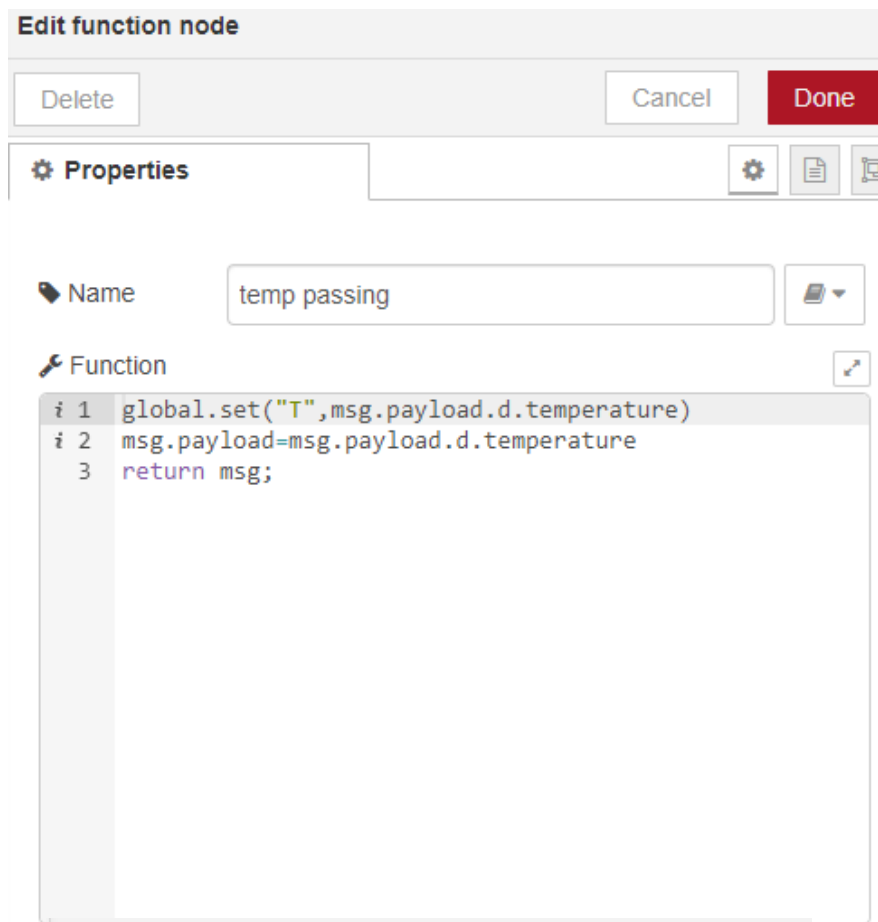 Edit function node
Delete
Cancel
Done
Properties
Name
temp passing
Function
i 1 global.set("T",msg.payload.d.temperature)
i 2 msg.payload=msg.payload.d.temperature
3 return msg;